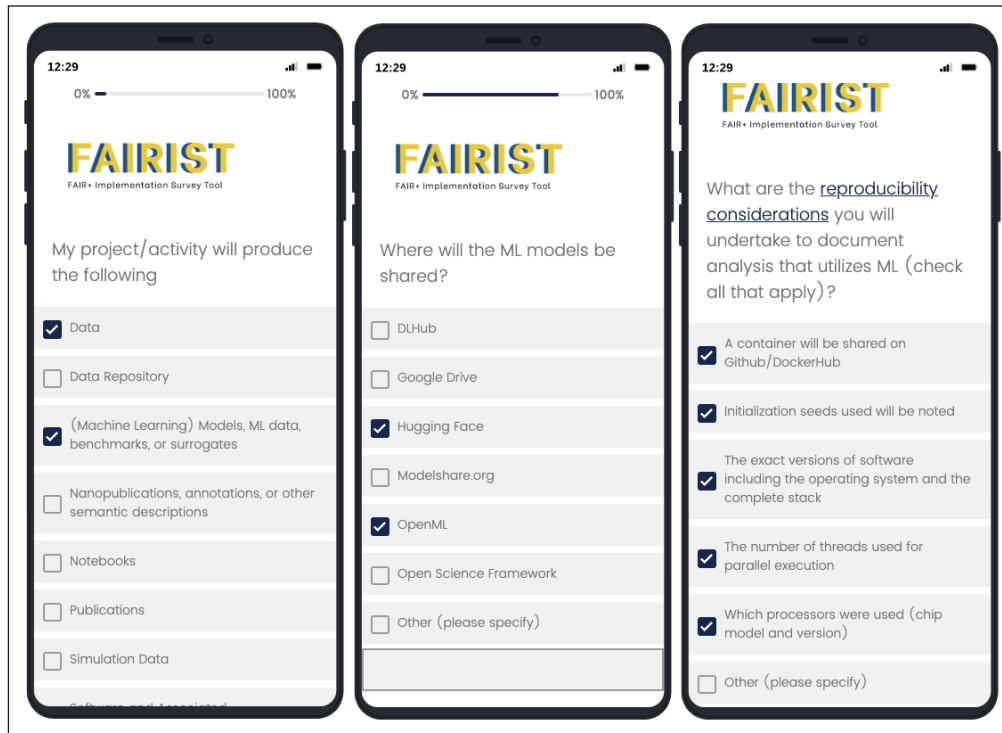 12:29
0%
100%
FAIRIST
FAIR+ Implementation Survey Tool
My project/activity will produce
the following
Data
Data Repository
(Machine Learning) Models, ML data,
benchmarks, or surrogates
Nanopublications, annotations, or other
semantic descriptions
Notebooks
Publications
Simulation Data
Software and Associated
12:29
0%
100%
FAIRIST
FAIR+ Implementation Survey Tool
Where will the ML models be
shared?
DLHub
Google Drive
Hugging Face
Modelshare.org
OpenML
Open Science Framework
Other (please specify)
12:29
FAIRIST
FAIR+ Implementation Survey Tool
What are the reproducibility
considerations you will
undertake to document
analysis that utilizes ML (check
all that apply)?
A container will be shared on
Github/DockerHub
Initialization seeds used will be noted
The exact versions of software
including the operating system and the
complete stack
The number of threads used for
parallel execution
Which processors were used (chip
model and version)
Other (please specify)